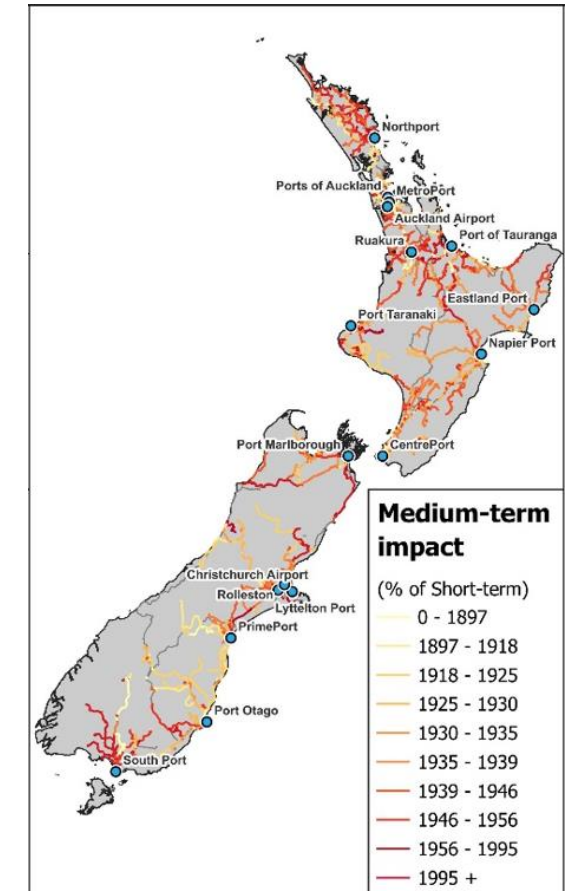 Northport
Ports of Auckland
MetroPort
Auckland Airport
Ruakura
Port of Tauranga
Eastland Port
Port Taranaki
Napier Port
Port Marlborough
CentrePort
Christchurch Airport
Rolleston
Lyttelton Port
PrimePort
Port Otago
South Port
Medium-term
impact
(% of Short-term)
0 - 1897
1897 - 1918
1918 - 1925
1925 - 1930
1930 - 1935
1935 - 1939
1939 - 1946
1946 - 1956
1956 - 1995
1995 +